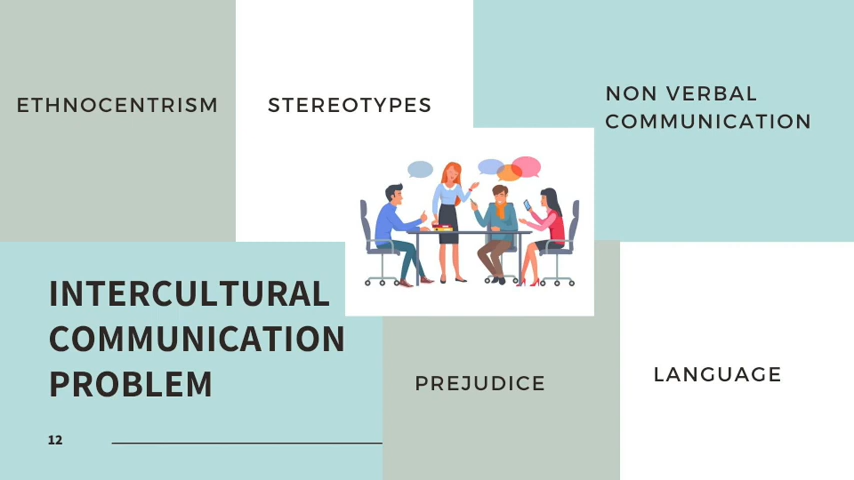 ETHNOCENTRISM
STEREOTYPES
NON VERBAL
COMMUNICATION
INTERCULTURAL
COMMUNICATION
PROBLEM
PREJUDICE
LANGUAGE
12